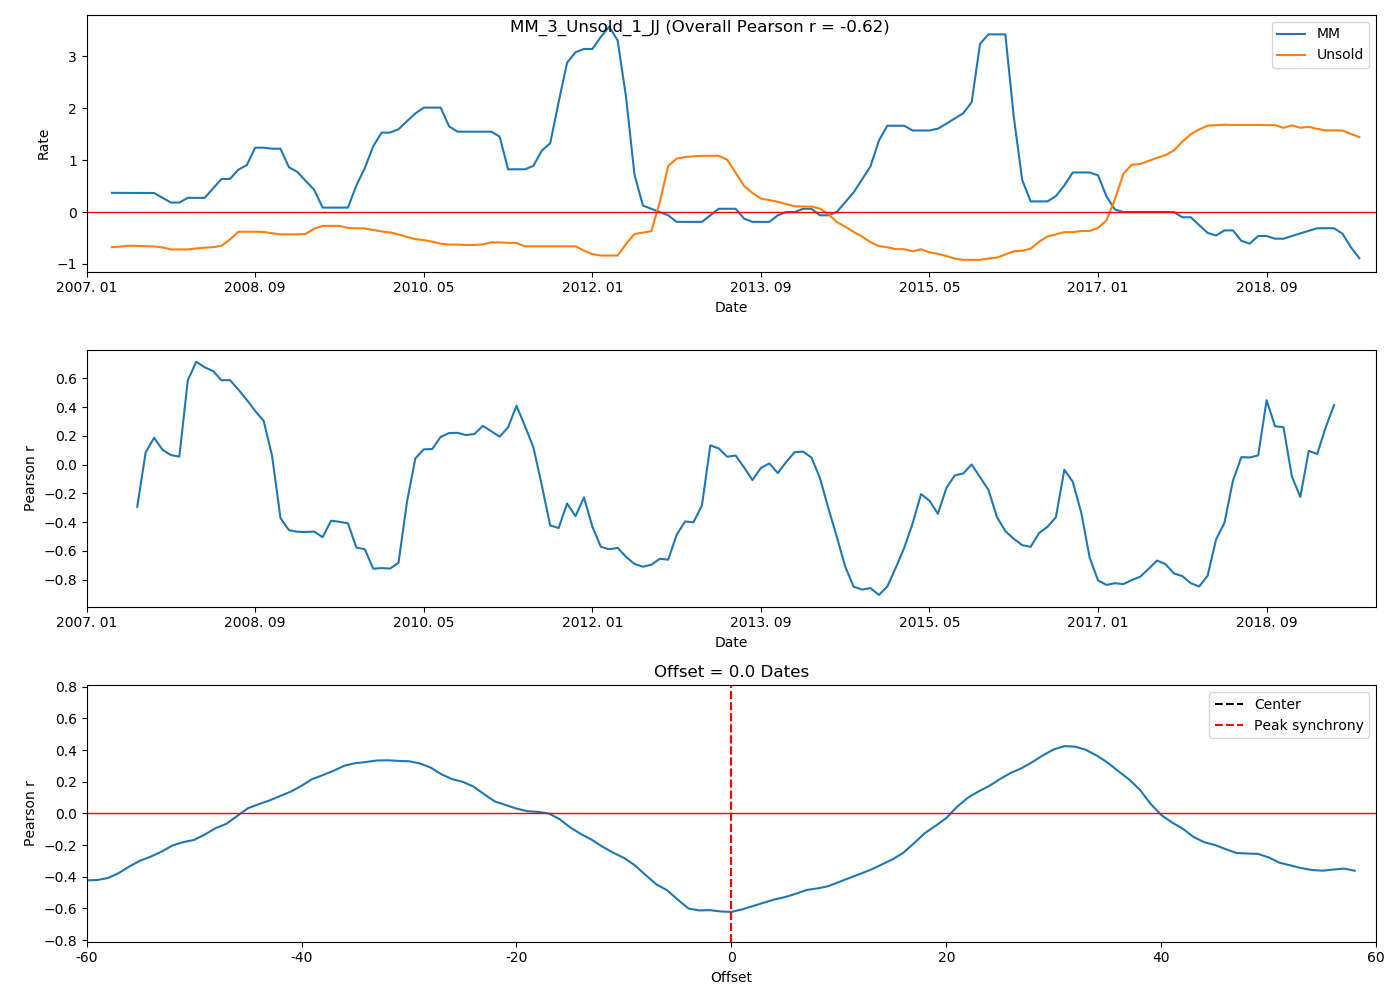 MM_3_Unsold_1_JJ (Overall Pearson r = -0.62)
MM
Unsold
Rate
3
2
1
0
−1
2007. 01 2008. 09 2010. 05 2012. 01 2013. 09 2015. 05 2017. 01 2018. 09
Date
Pearson r
0.6
0.4
0.2
0.0
−0.2
−0.4
−0.6
−0.8
2007. 01 2008. 09 2010. 05 2012. 01 2013. 09 2015. 05 2017. 01 2018. 09
Date
Offset = 0.0 Dates
Center
Peak synchrony
Pearson r
0.8
0.6
0.4
0.2
0.0
−0.2
−0.4
−0.6
−0.8
-60 -40 -20 0 20 40 60
Offset